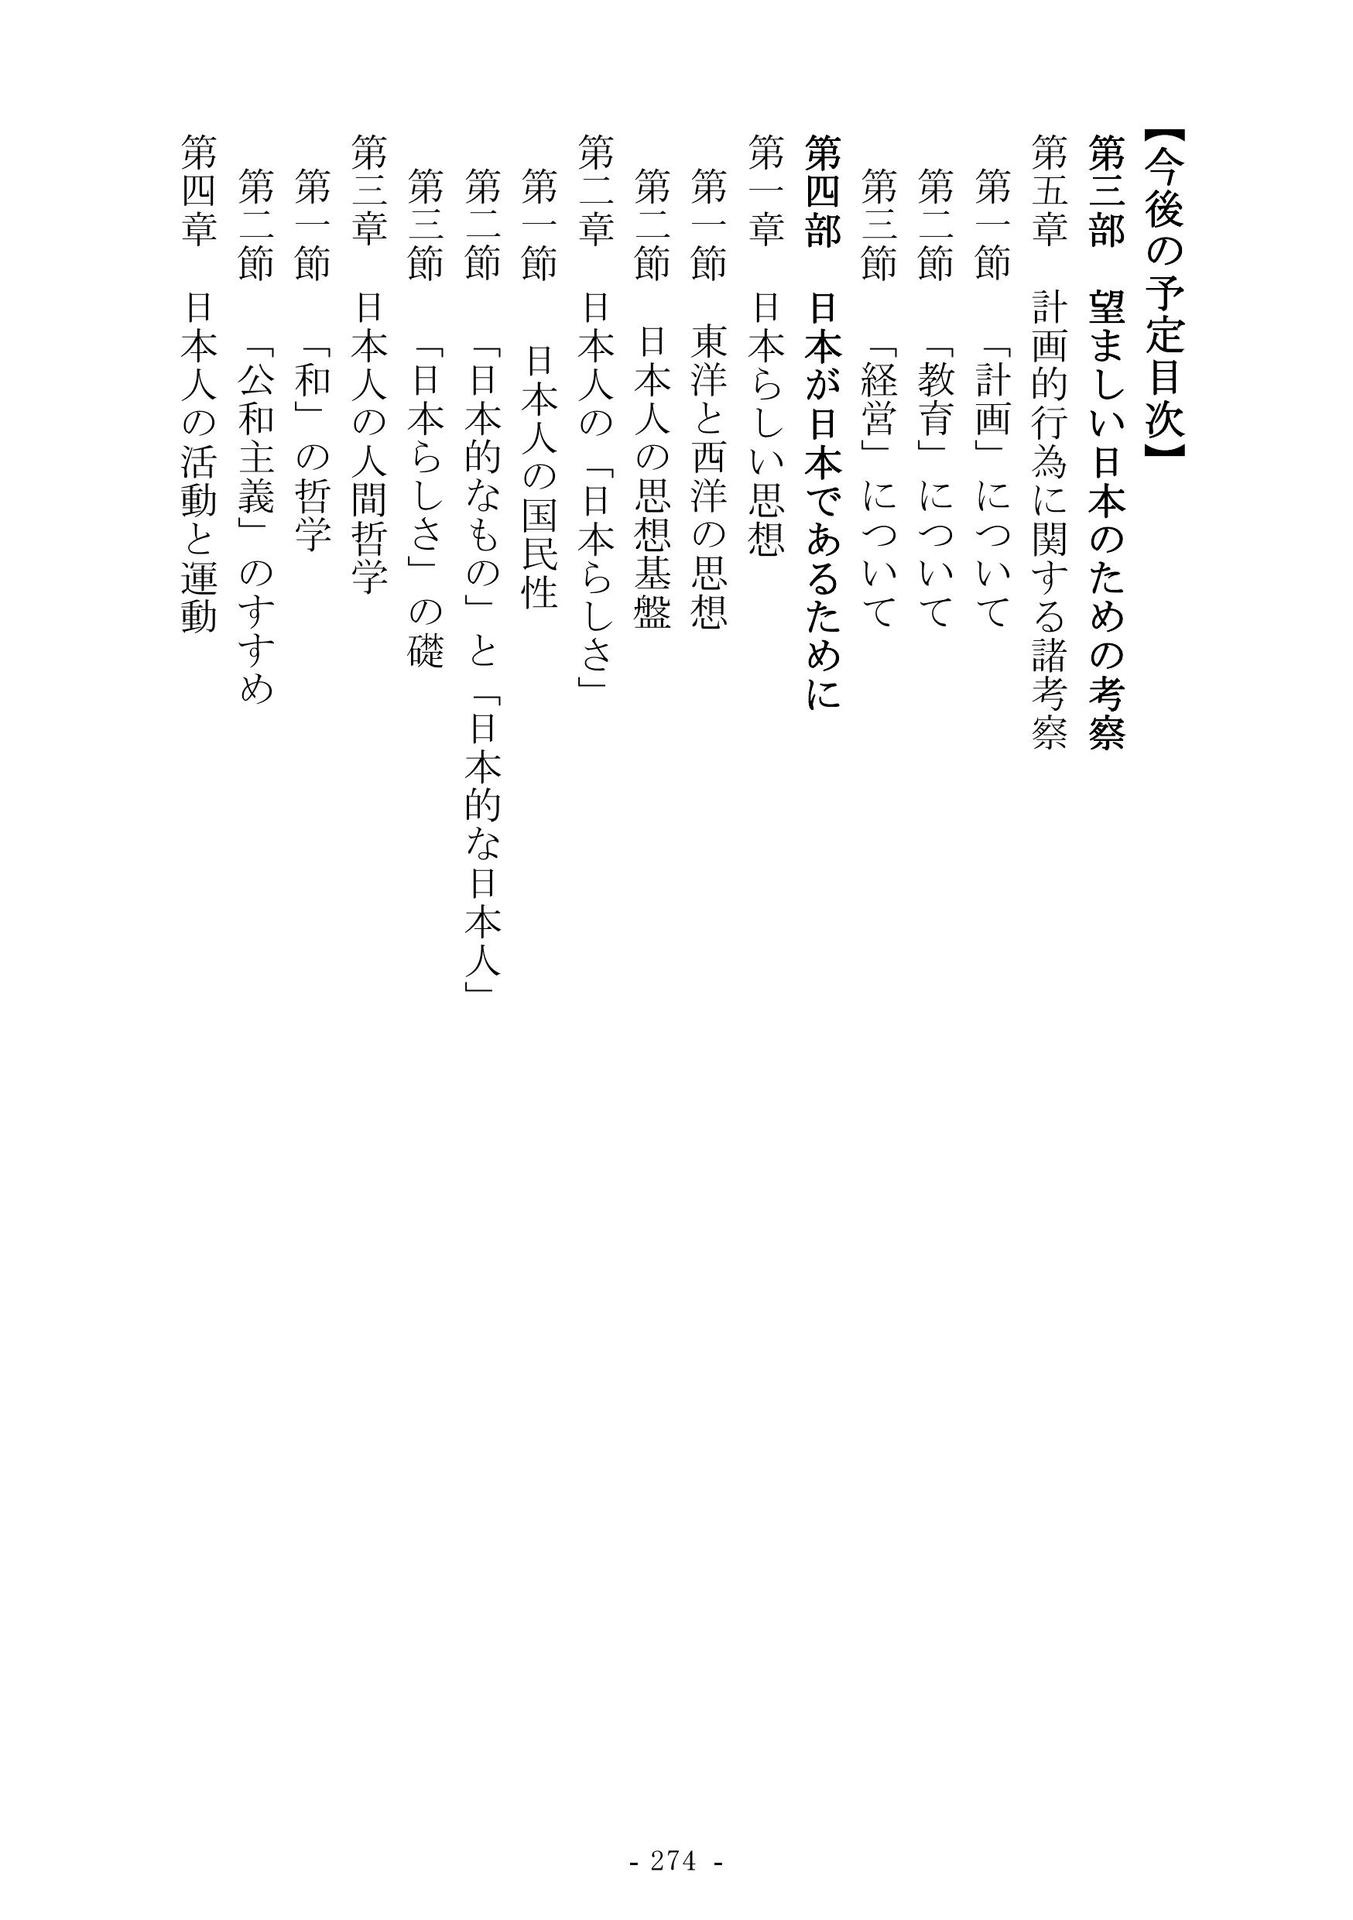 【今後の予定目次】
第三部　望ましい日本のための考察
第五章　計画的行為に関する諸考察
第一節　「計画」について
第二節　「教育」について
第三節　「経営」について
第四部　日本が日本であるために
第一章　日本らしい思想
第一節　東洋と西洋の思想
第二節　日本人の思想基盤
第二章　日本人の「日本らしさ」
第一節　日本人の国民性
第二節　「日本的なもの」と「日本的な日本人」
第三節　「日本らしさ」の礎
第三章　日本人の人間哲学
第一節　「和」の哲学
第二節　「公和主義」のすすめ
第四章　日本人の活動と運動
- 274 -